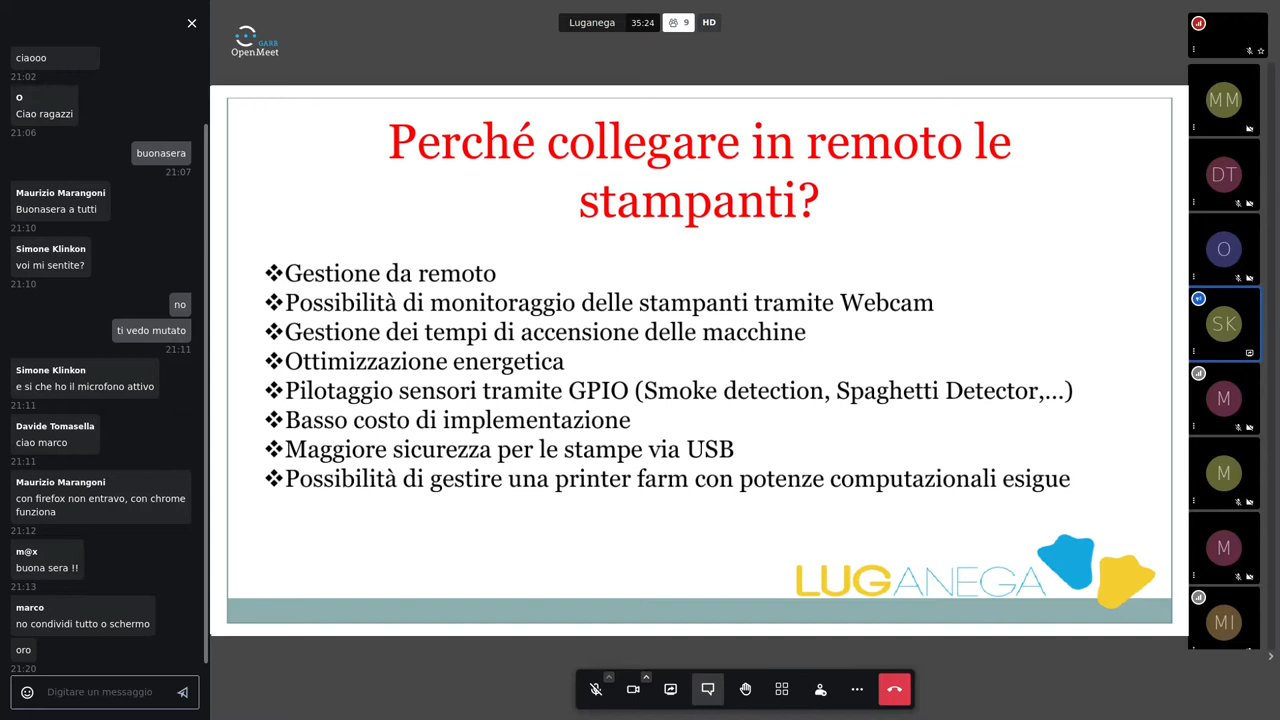 Luganega 35:24 9 HD
GARB
OpenMeet
ciaooo
21:02
O
Ciao ragazzi
21:06
buonasera
21:07
Maurizio Marangoni
Buonasera a tutti
21:10
Simone Klinkon
voi mi sentite?
21:10
no
ti vedo mutato
21:11
Simone Klinkon
e si che ho il microfono attivo
21:11
Davide Tomasella
ciao marco
21:11
Maurizio Marangoni
con firefox non entravo, con chrome
funziona
21:12
m@x
buona sera !!
21:13
marco
no condividi tutto o schermo
oro
21:20
Digitare un messaggio
Perché collegare in remoto le
stampanti?
❖Gestione da remoto
❖Possibilità di monitoraggio delle stampanti tramite Webcam
❖Gestione dei tempi di accensione delle macchine
❖Ottimizzazione energetica
❖Pilotaggio sensori tramite GPIO (Smoke detection, Spaghetti Detector,...)
❖Basso costo di implementazione
❖Maggiore sicurezza per le stampe via USB
❖Possibilità di gestire una printer farm con potenze computazionali esigue
LUGANEGA
MM
DT
O
SK
M
M
M
MI